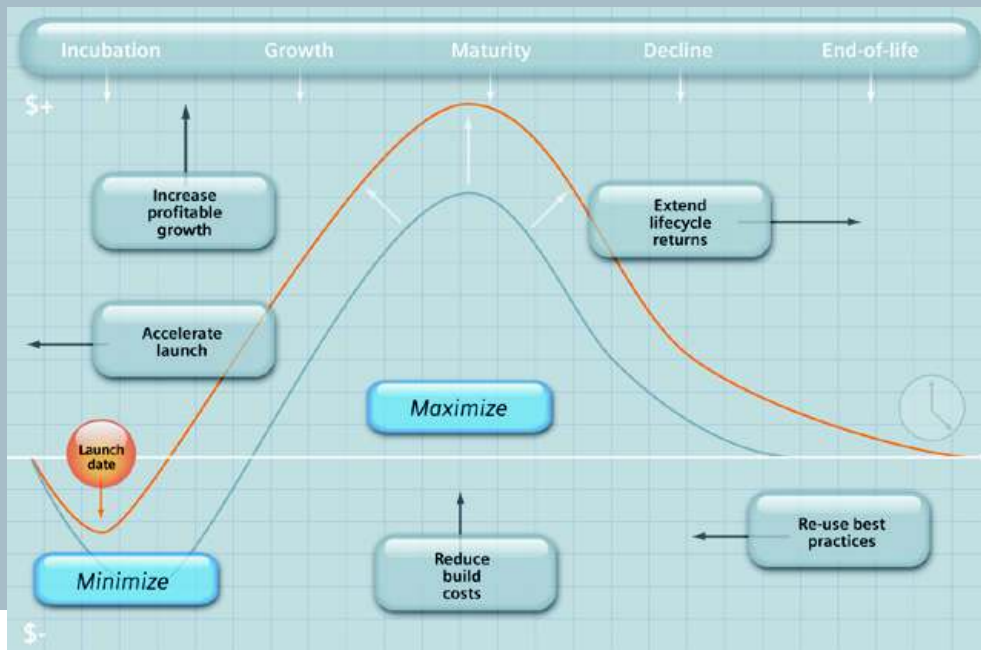 Incubation Growth Maturity Decline End-of-life
$+
Increase
profitable
growth
Extend
lifecycle
returns
Accelerate
launch
Maximize
Launch
date
Re-use best
practices
Reduce
build
costs
Minimize
$-